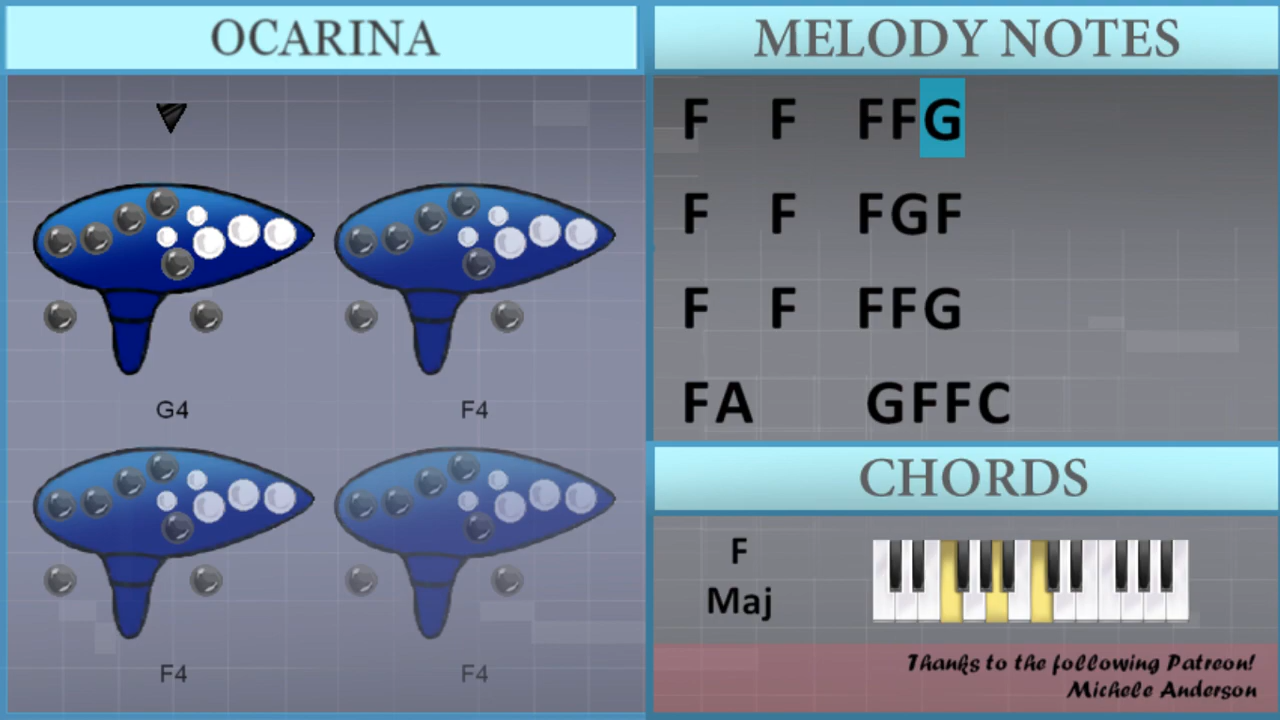 OCARINA
G4
F4
F4
F4
MELODY NOTES
F F FFG
F F FGF
F F FFG
FA GFFC
CHORDS
F
Maj
Thanks to the following Patreon!
Michele Anderson